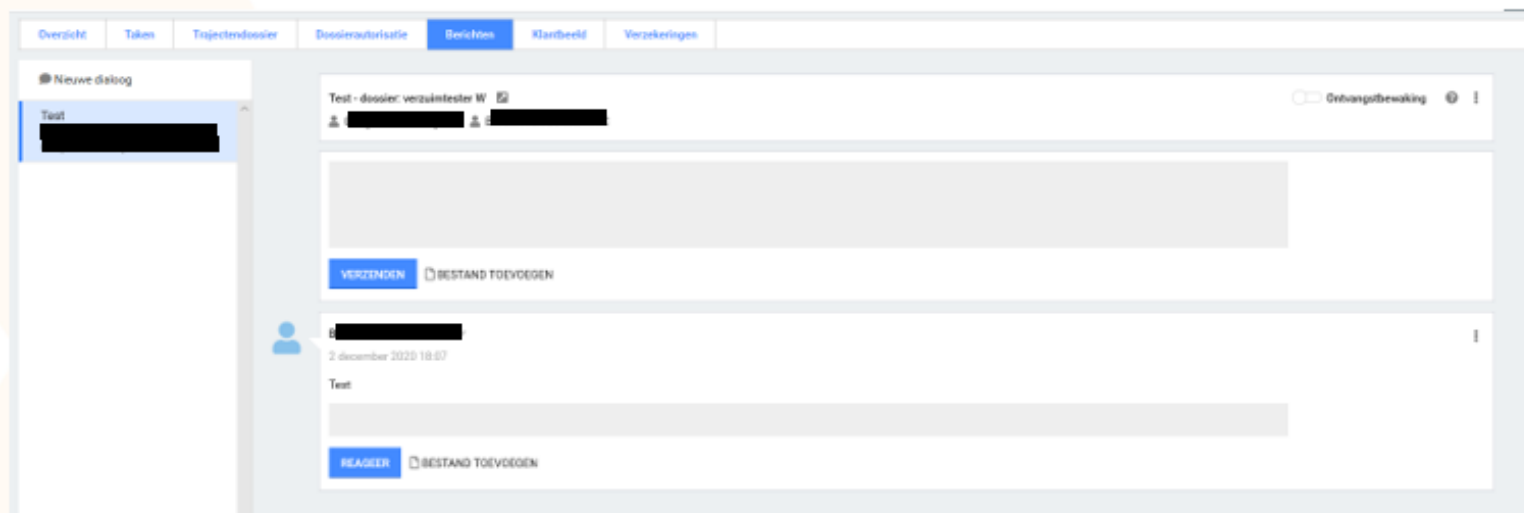 Overzicht Taken Trajectendossier Dossierautorisatie Berichten Klantbeeld Verzekeringen
Nieuwe dialoog
Test
Test - dossier: verzuimtester W
Ontvangstbewaking
VERZENDEN BESTAND TOEVOEGEN
B
2 december 2020 18:07
Test
REAGEER BESTAND TOEVOEGEN